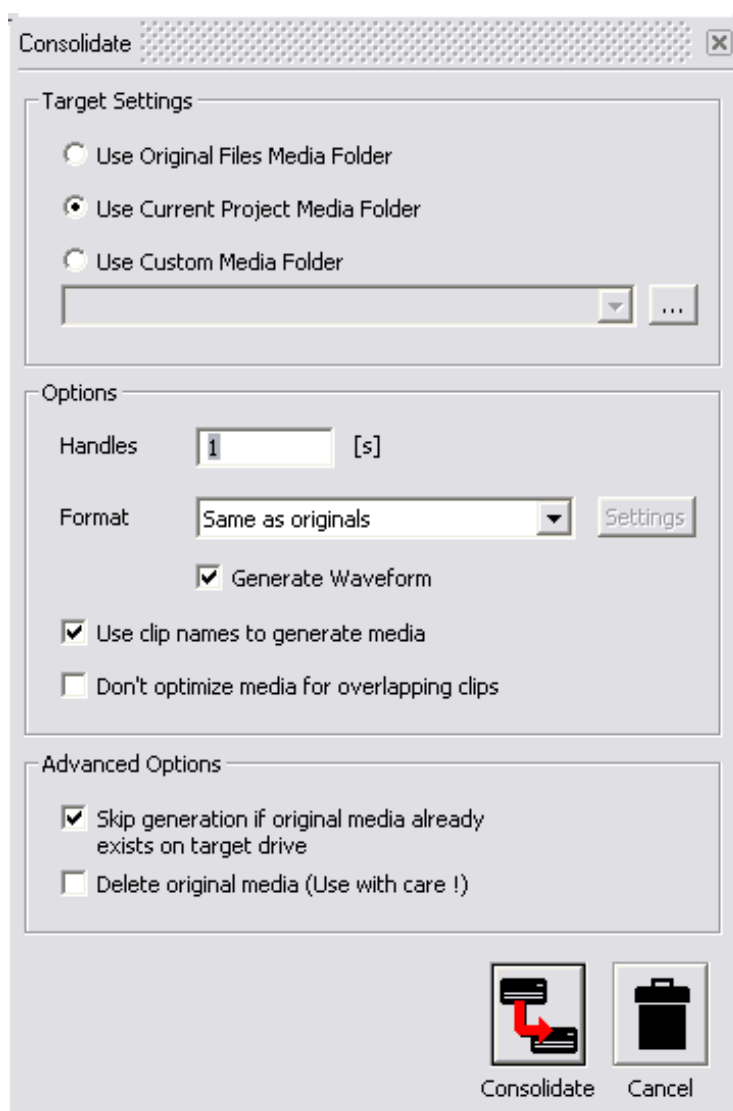 Consolidate
Target Settings
Use Original Files Media Folder
Use Current Project Media Folder
Use Custom Media Folder
...
Options
Handles 1 [s]
Format Same as originals Settings
Generate Waveform
Use clip names to generate media
Don't optimize media for overlapping clips
Advanced Options
Skip generation if original media already
exists on target drive
Delete original media (Use with care !)
Consolidate Cancel